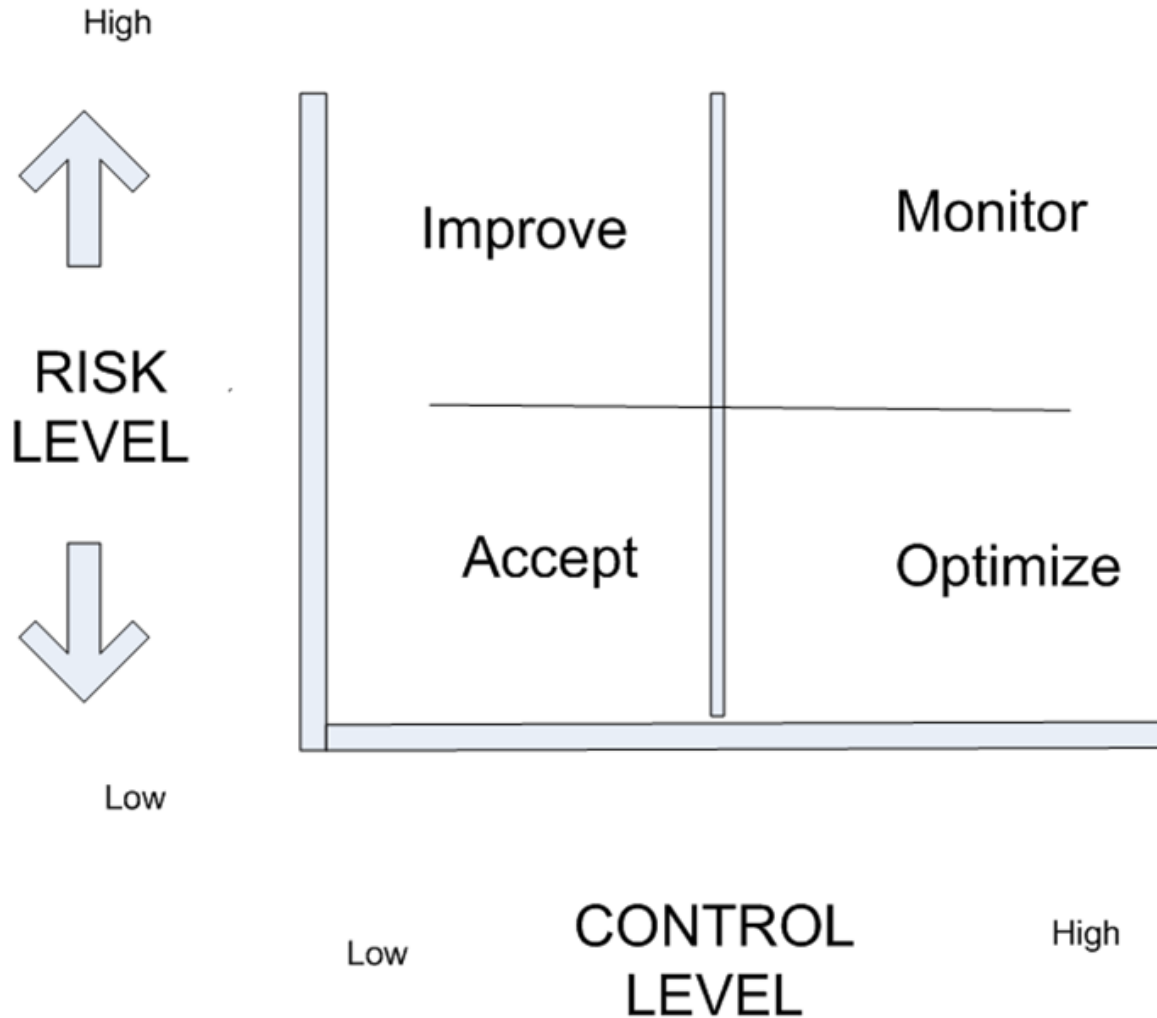 High
Improve
Monitor
RISK
LEVEL
Accept
Optimize
Low
CONTROL
LEVEL
Low
High